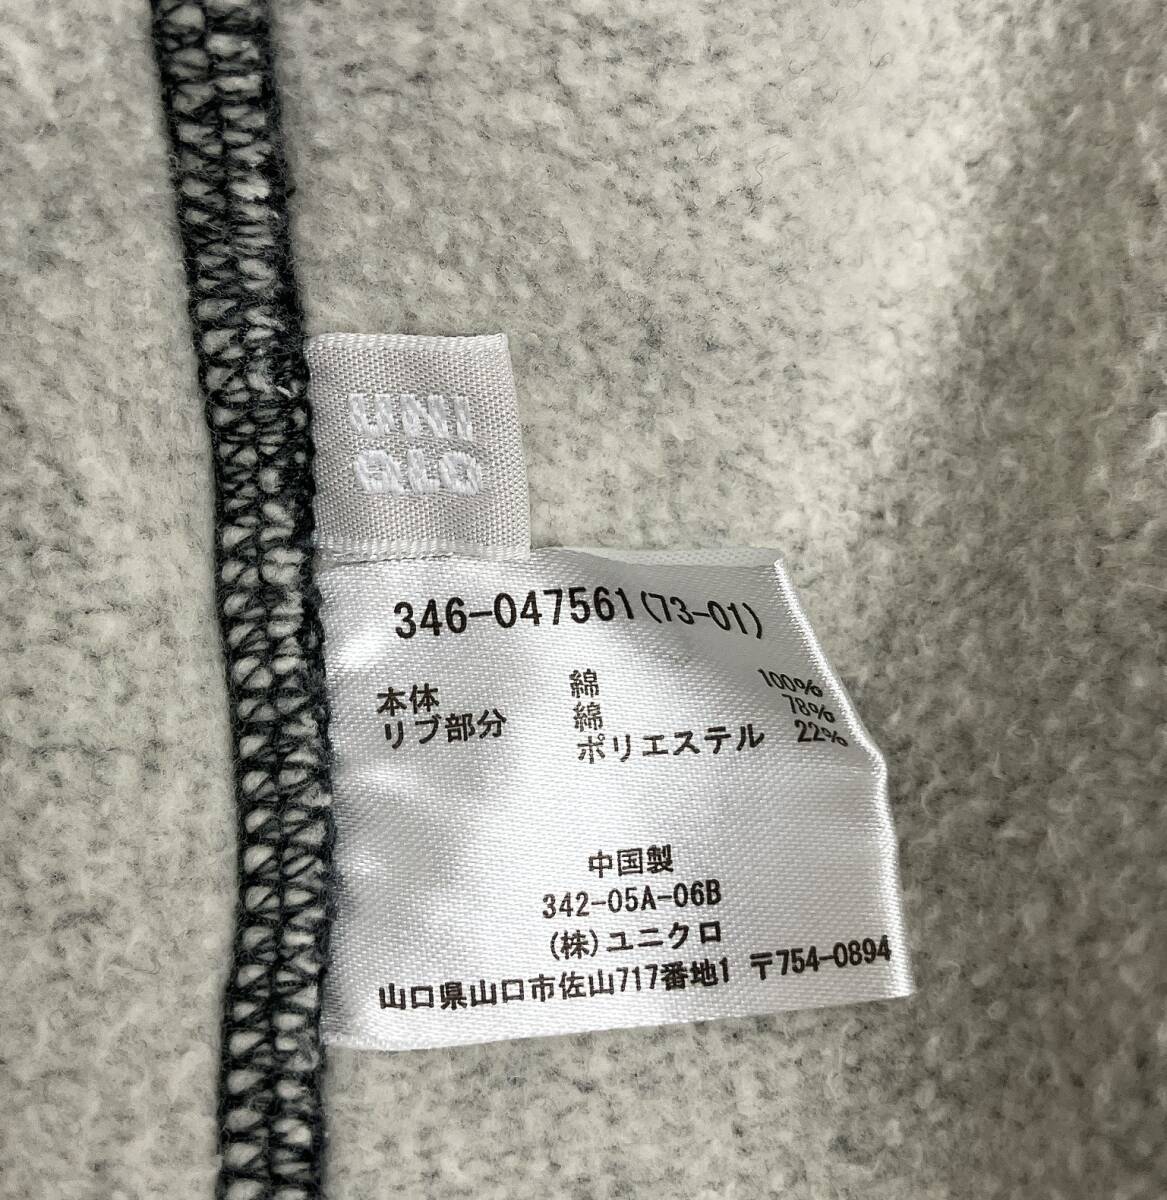 UNI
QLO
346-047561(73-01)
本体 綿 100%
リブ部分 綿 78%
ポリエステル 22%
中国製
342-05A-06B
(株)ユニクロ
山口県山口市佐山717番地1 〒754-0894